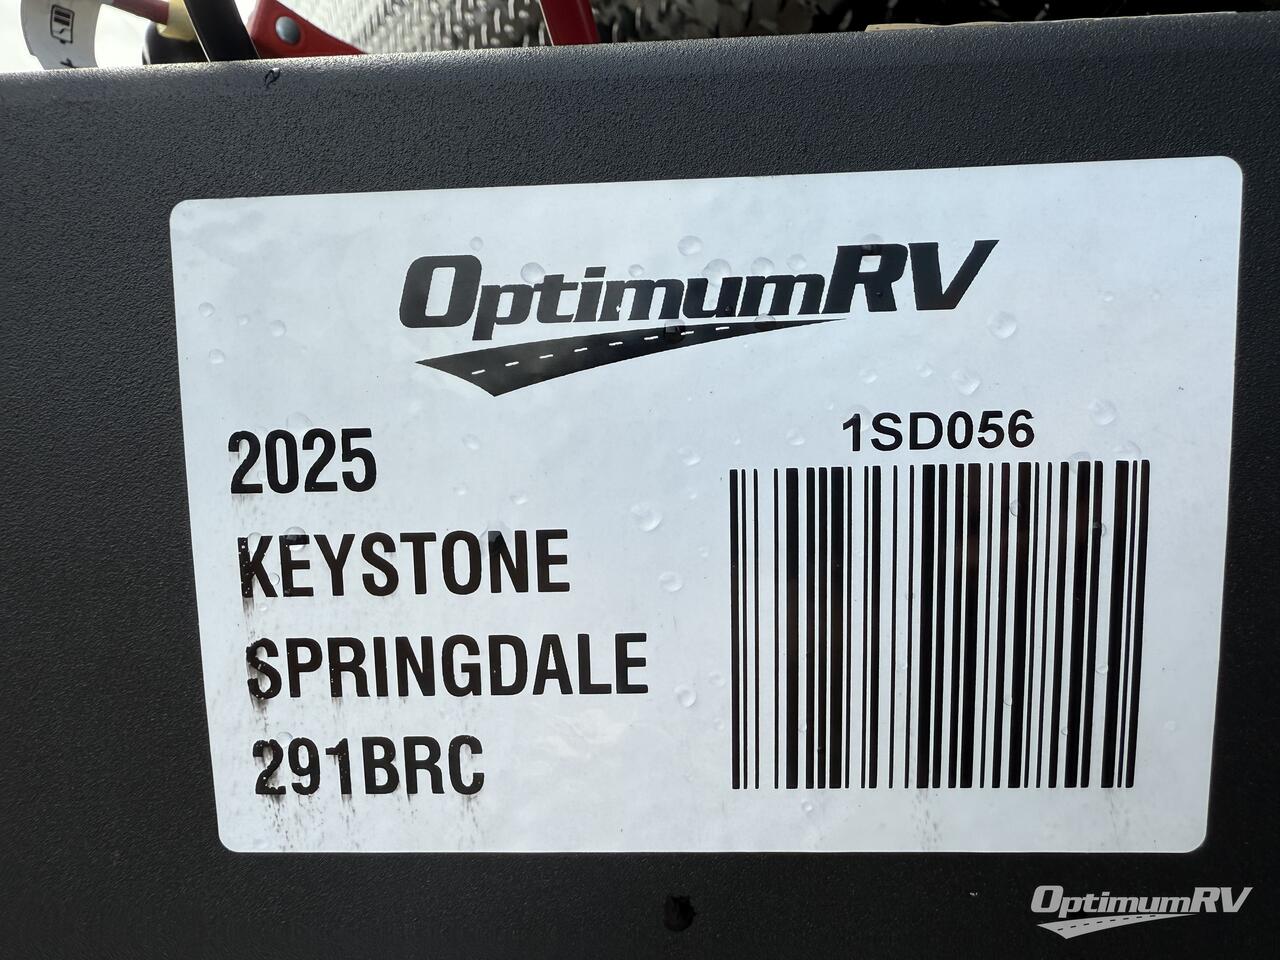 OptimumRV
1SD056
2025
KEYSTONE
SPRINGDALE
291BRC
OptimumRV